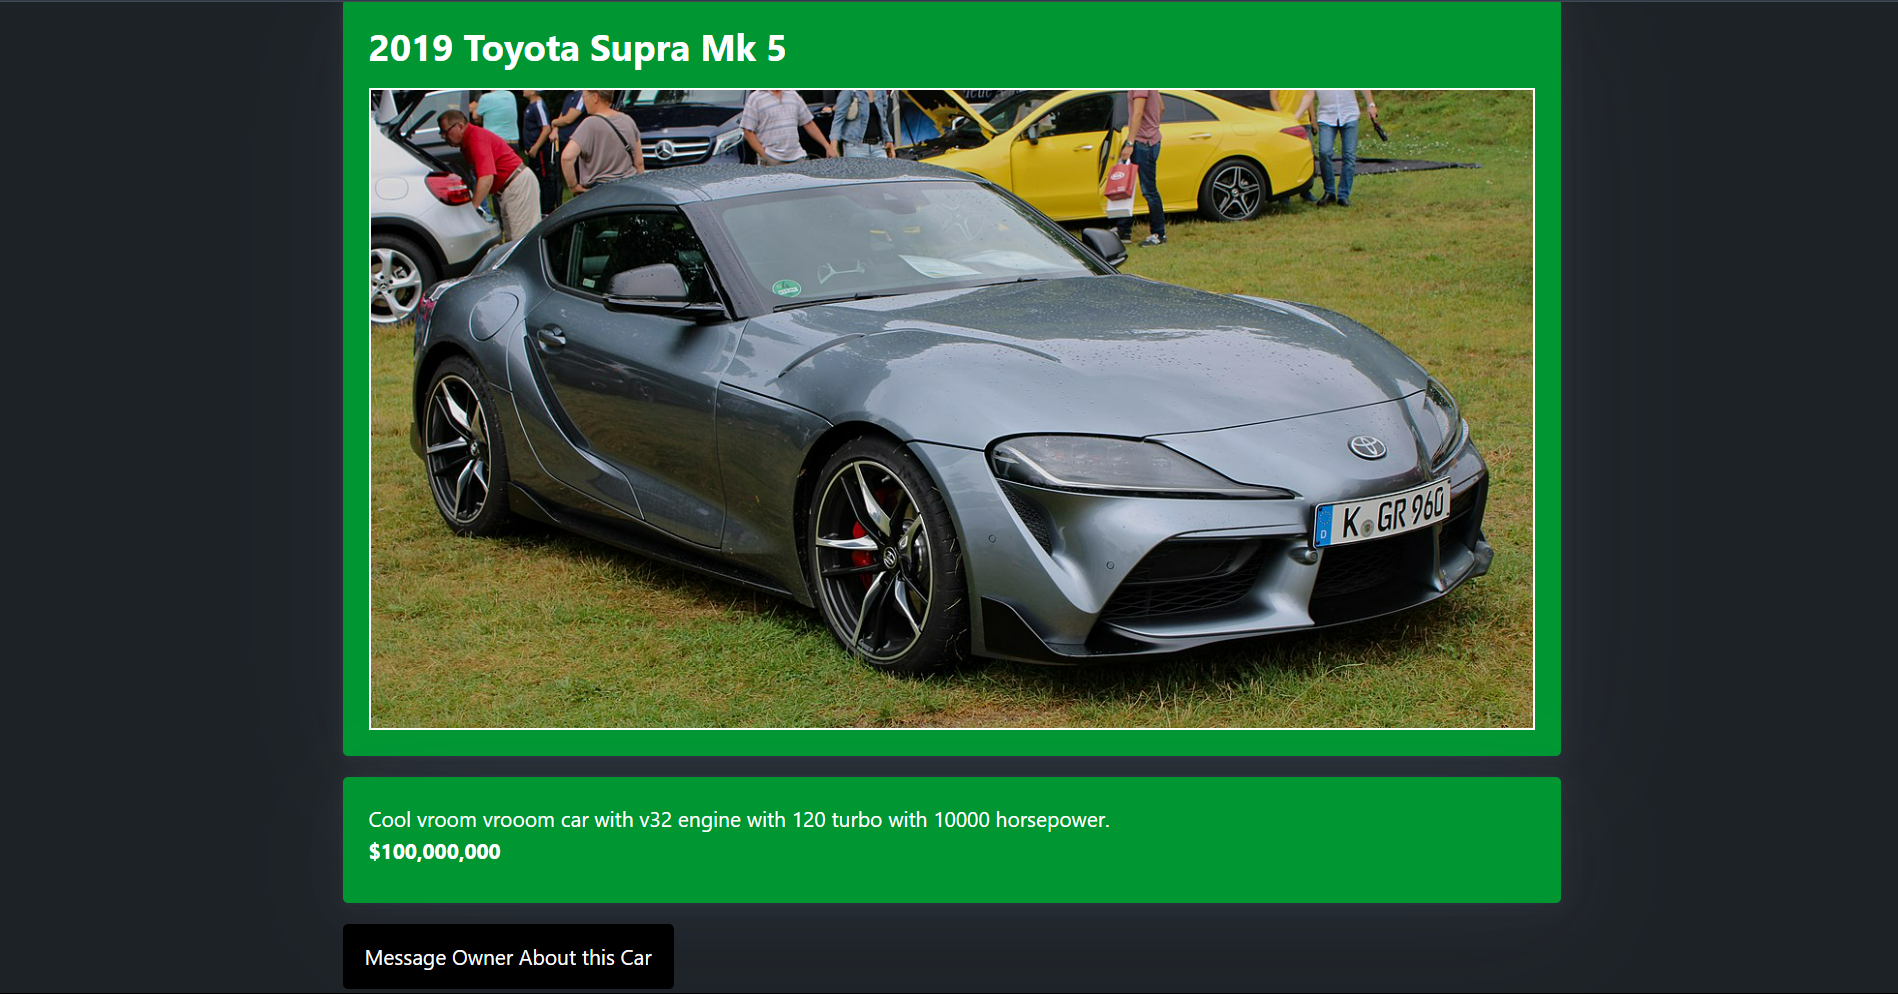 2019 Toyota Supra Mk 5
K GR 960
D
Cool vroom vrooom car with v32 engine with 120 turbo with 10000 horsepower.
$100,000,000
Message Owner About this Car